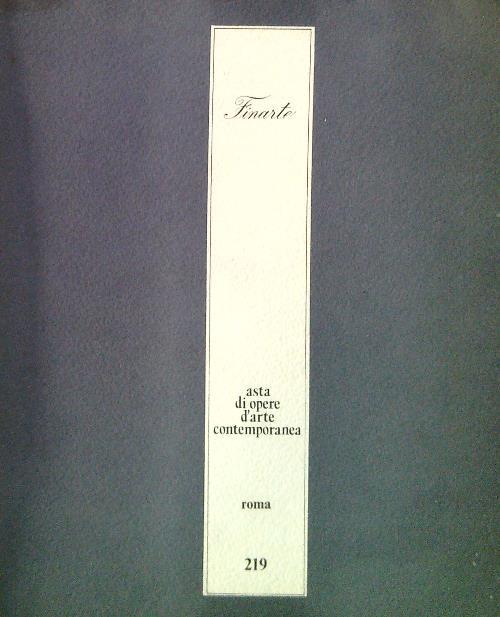 Finarte
asta
di opere
d'arte
contemporanea
roma
219